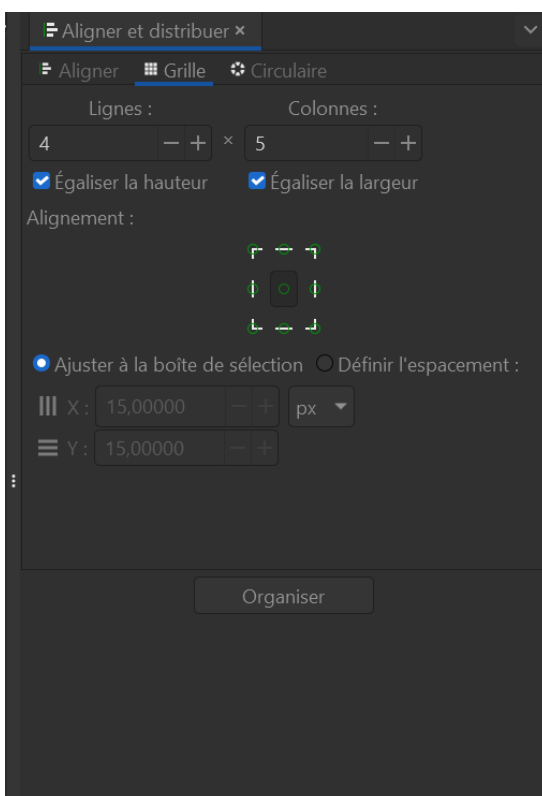 Aligner et distribuer ×
Aligner Grille Circulaire
Lignes : Colonnes :
4 − + × 5 − +
Égaliser la hauteur Égaliser la largeur
Alignement :
Ajuster à la boîte de sélection Définir l'espacement :
X : 15,00000 − + px
Y : 15,00000 − +
Organiser